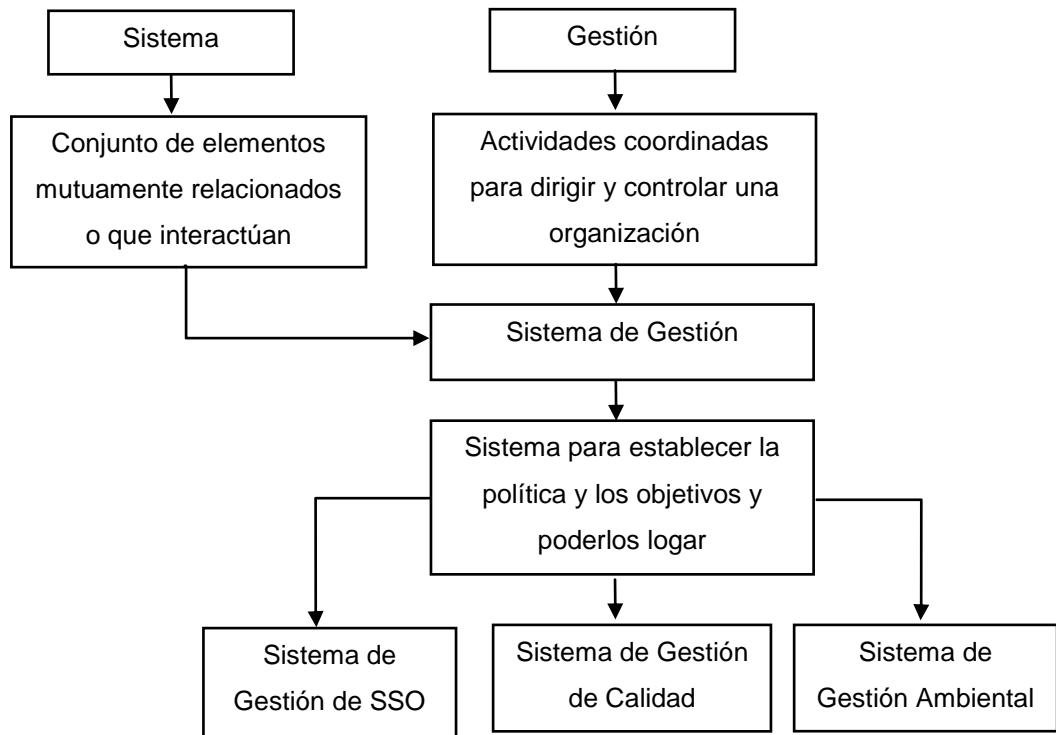 Sistema
Gestión
Conjunto de elementos
mutuamente relacionados
o que interactúan
Actividades coordinadas
para dirigir y controlar una
organización
Sistema de Gestión
Sistema para establecer la
política y los objetivos y
poderlos logar
Sistema de
Gestión de SSO
Sistema de Gestión
de Calidad
Sistema de
Gestión Ambiental